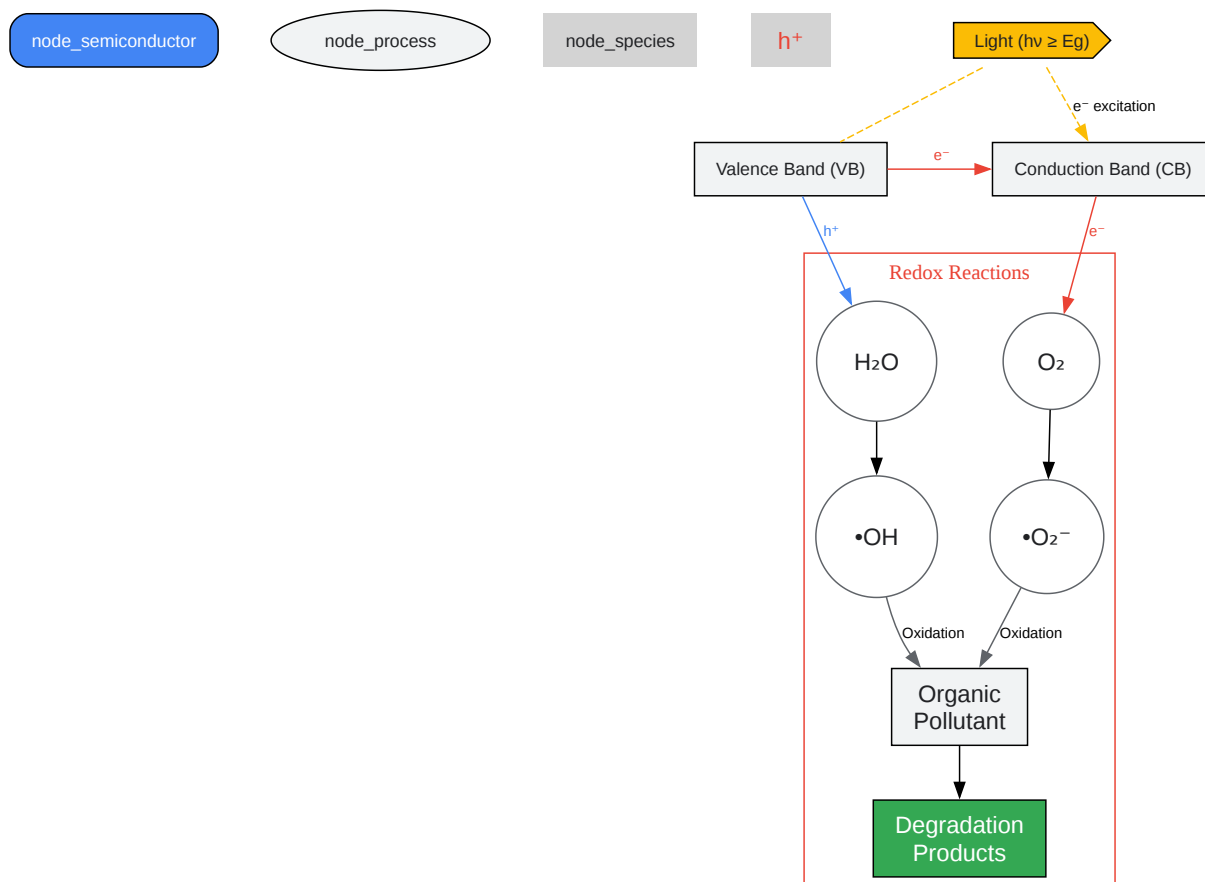 node_semiconductor
node_process
node_species
h⁺
Light (hν ≥ Eg)
e⁻ excitation
Valence Band (VB)
e⁻
Conduction Band (CB)
h⁺
e⁻
Redox Reactions
H₂O
O₂
•OH
•O₂⁻
Oxidation
Oxidation
Organic
Pollutant
Degradation
Products